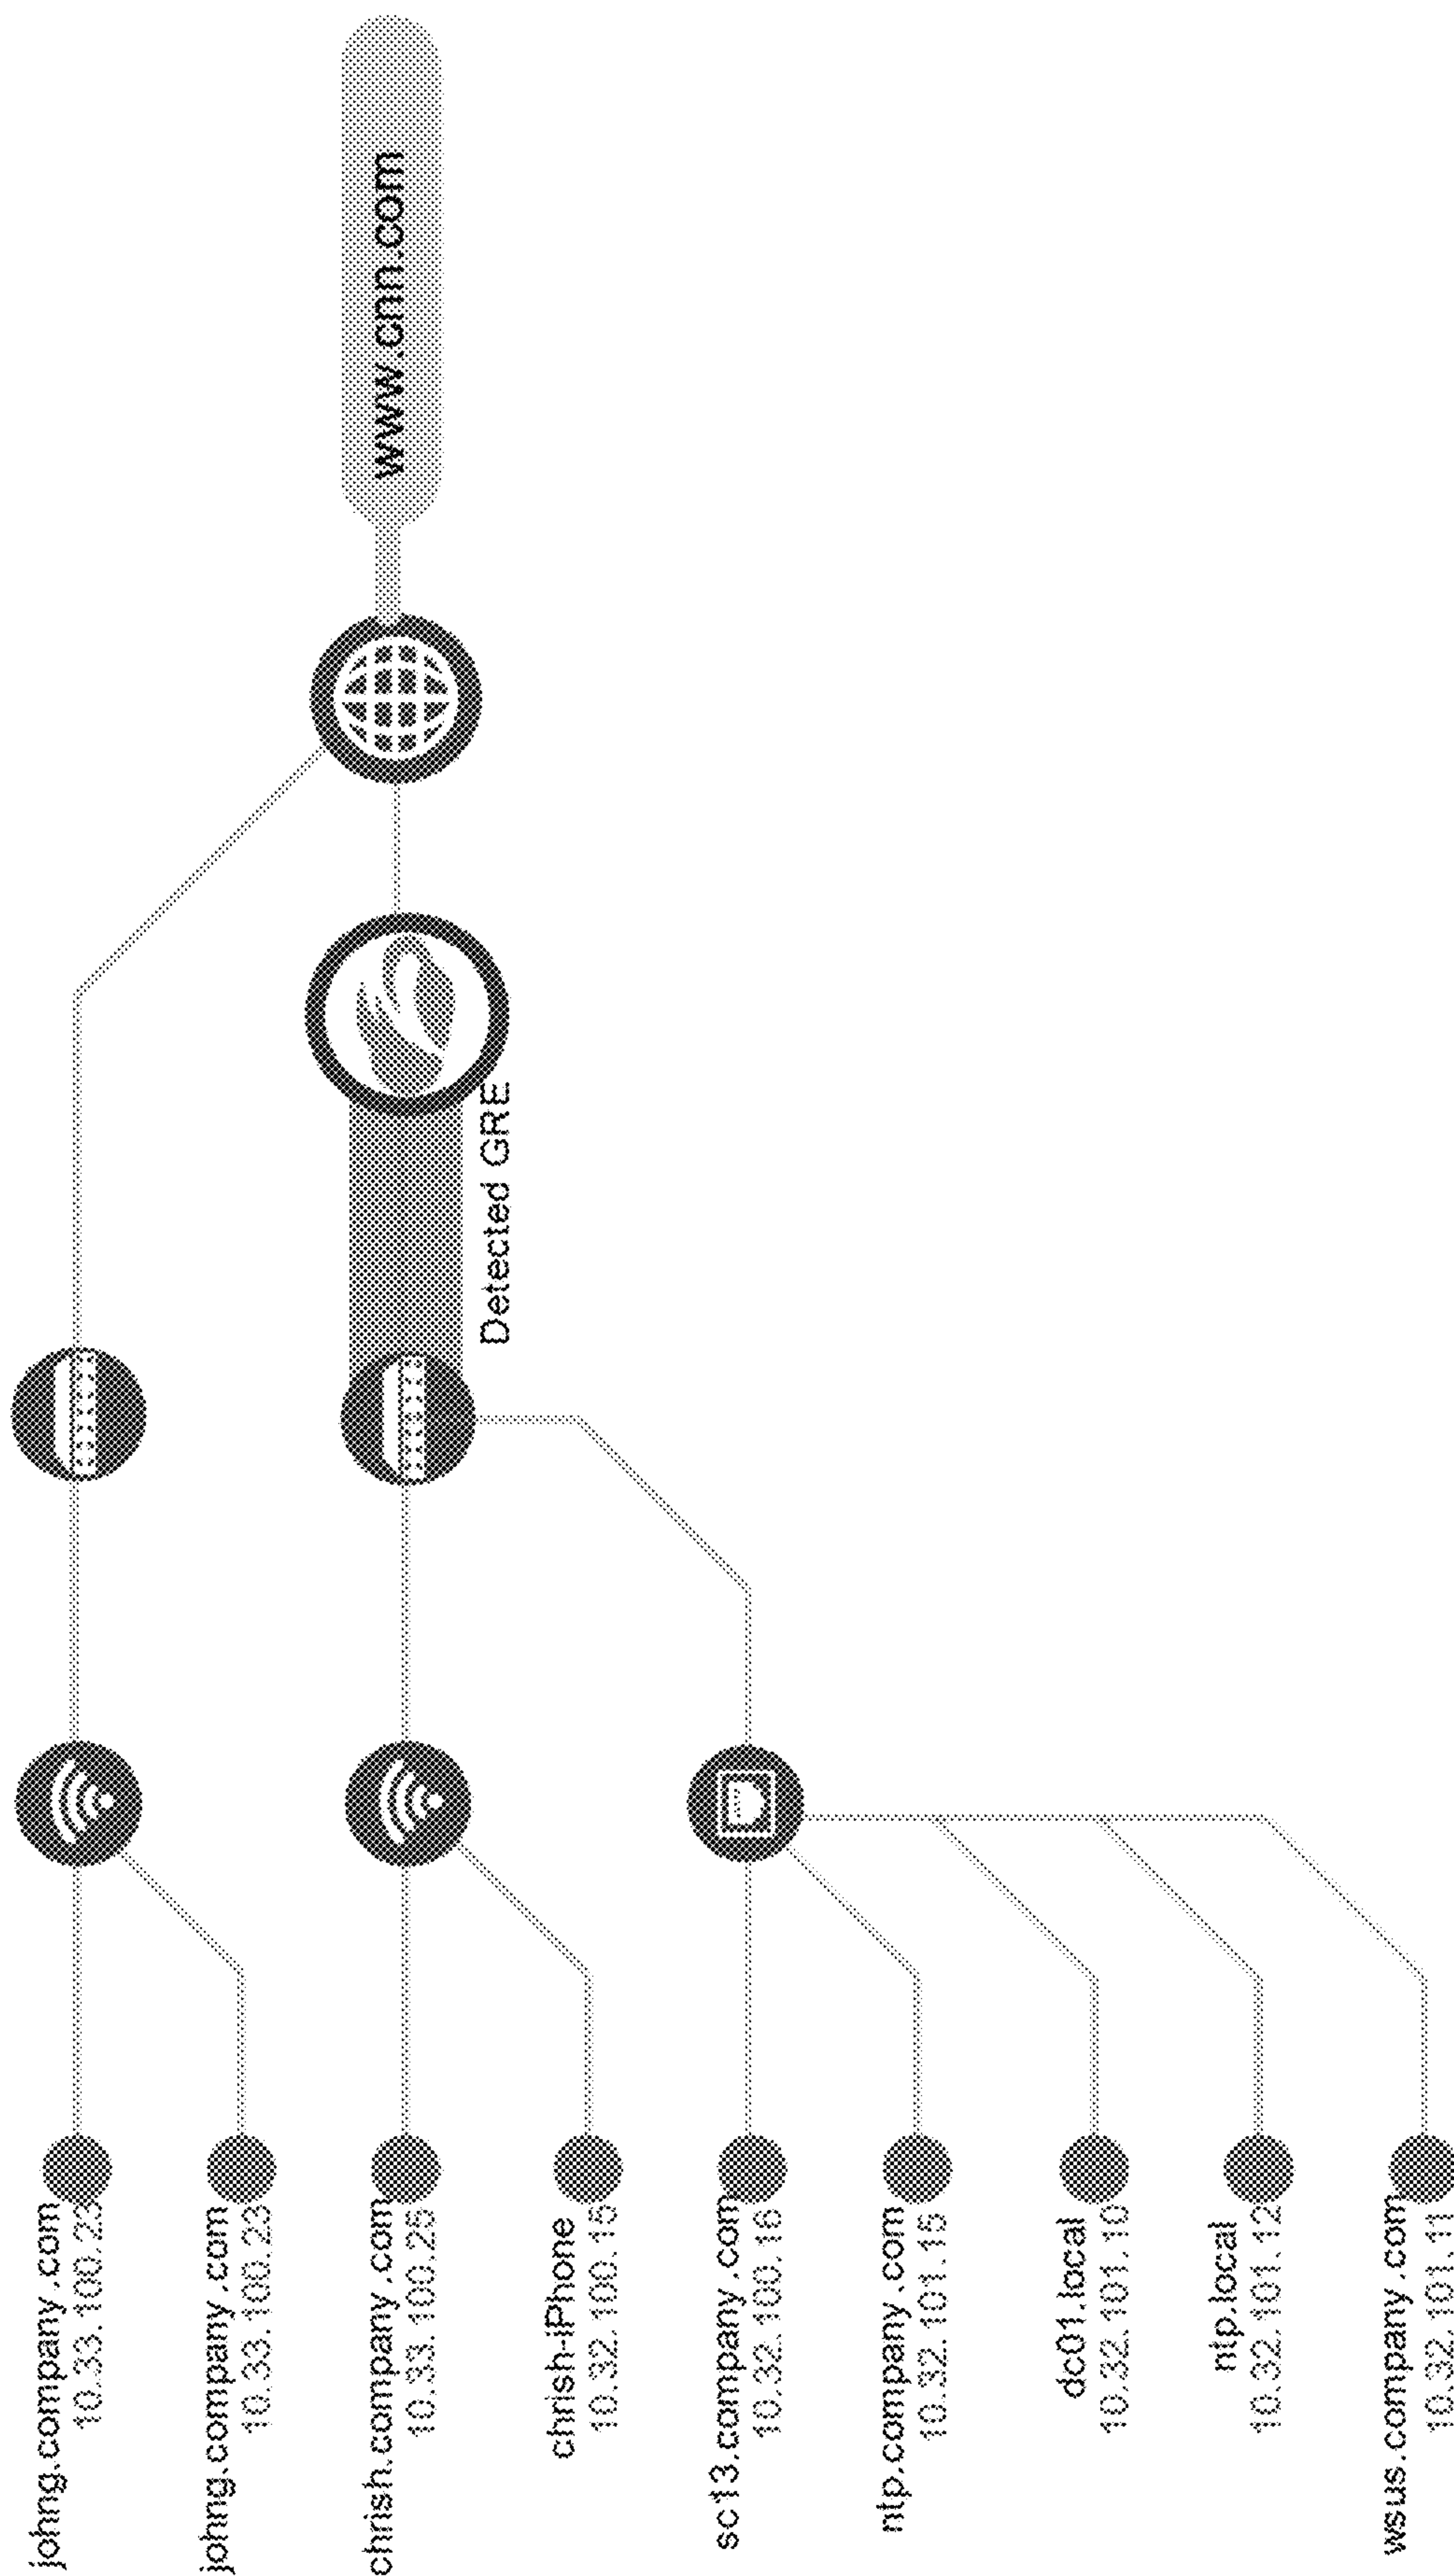 johng.company.com
10.33.100.23
johng.company.com
10.33.100.23
chrish.company.com
10.33.100.25
chrish-iPhone
10.32.100.15
sc13.company.com
10.32.100.16
ntp.company.com
10.32.101.15
dc01.local
10.32.101.10
ntp.local
10.32.101.12
wsus.company.com
10.32.101.11
Detected GRE
www.cnn.com